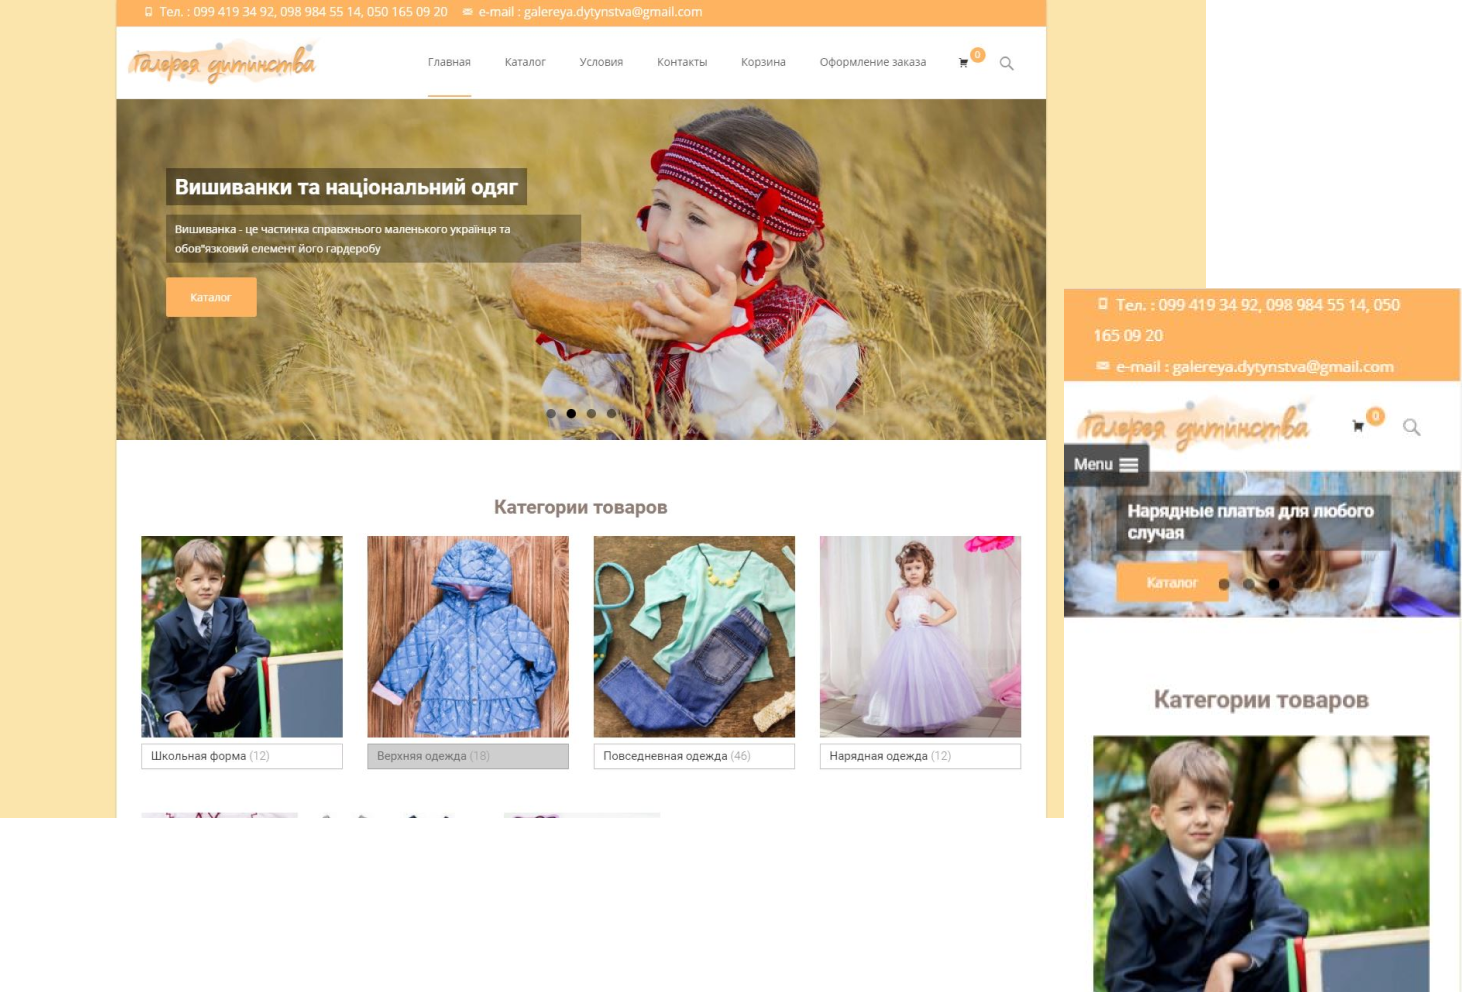 Тел. : 099 419 34 92, 098 984 55 14, 050 165 09 20 e-mail : galereya.dytynstva@gmail.com
Галерея дитинства
Главная Каталог Условия Контакты Корзина Оформление заказа 0
Вишиванки та національний одяг
Вишиванка - це частинка справжнього маленького українця та
обов"язковий елемент його гардеробу
Каталог
Категории товаров
Школьная форма (12)
Верхняя одежда (18)
Повседневная одежда (46)
Нарядная одежда (12)
Тел. : 099 419 34 92, 098 984 55 14, 050
165 09 20
e-mail : galereya.dytynstva@gmail.com
Галерея дитинства
0
Menu
Нарядные платья для любого
случая
Каталог
Категории товаров